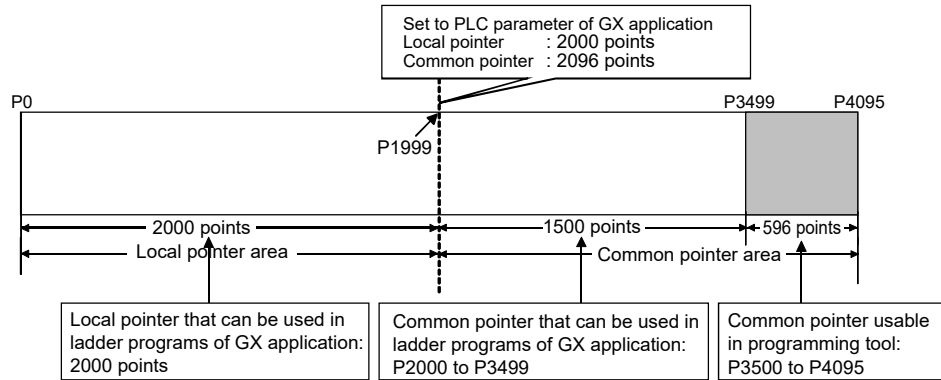 Set to PLC parameter of GX application
Local pointer : 2000 points
Common pointer : 2096 points
P0
P3499
P4095
P1999
2000 points
1500 points
596 points
Local pointer area
Common pointer area
Local pointer that can be used in
ladder programs of GX application:
2000 points
Common pointer that can be used in
ladder programs of GX application:
P2000 to P3499
Common pointer usable
in programming tool:
P3500 to P4095